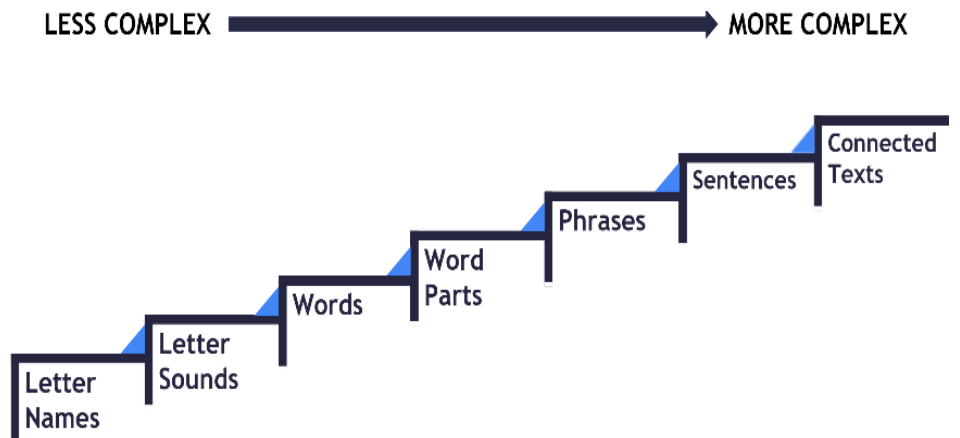 LESS COMPLEX MORE COMPLEX
Connected
Texts
Sentences
Phrases
Word
Parts
Words
Letter
Sounds
Letter
Names